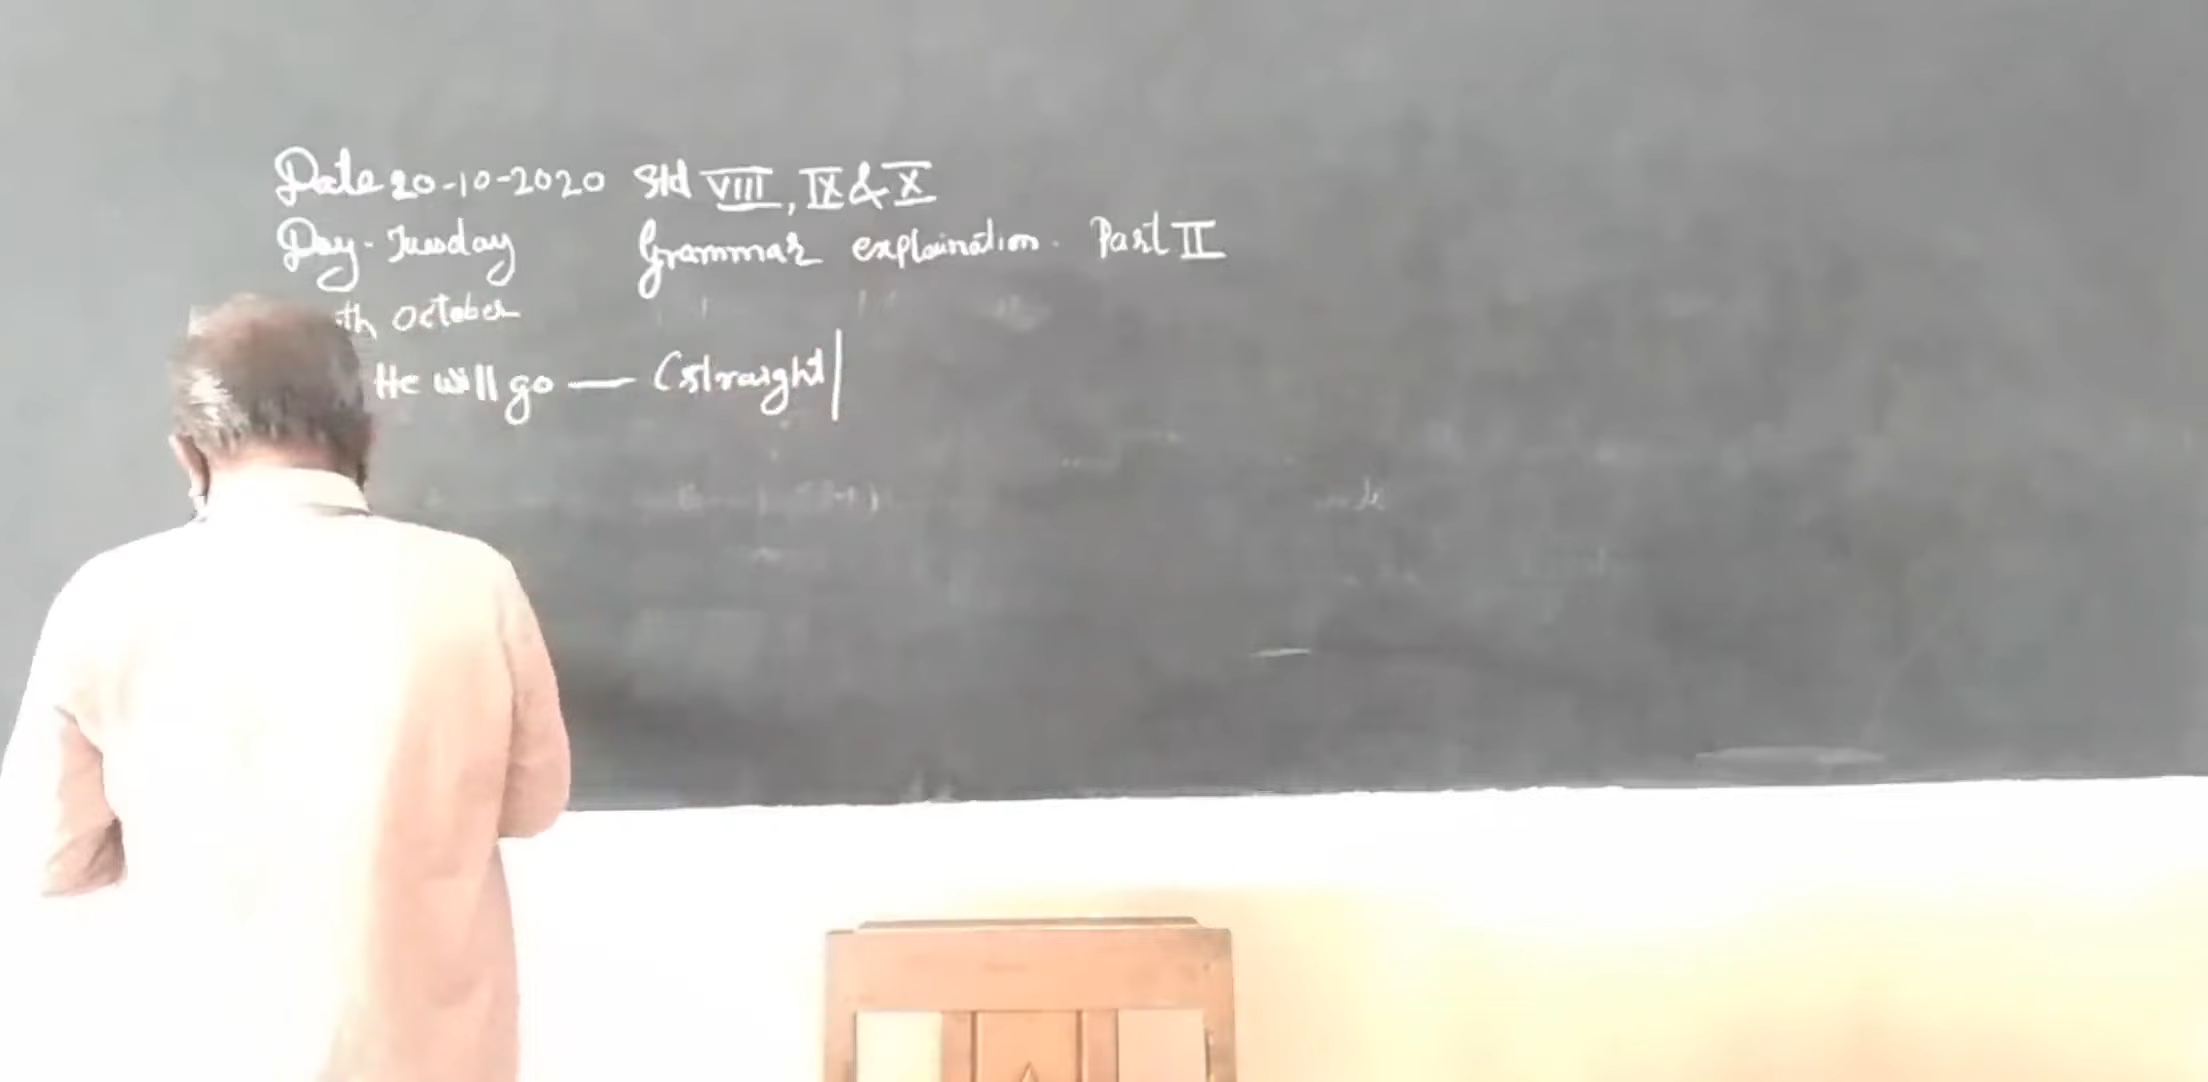 Date 20-10-2020 Std VIII, IX & X
Day - Tuesday Grammar explaination. Part II
th October
He will go — (straight/